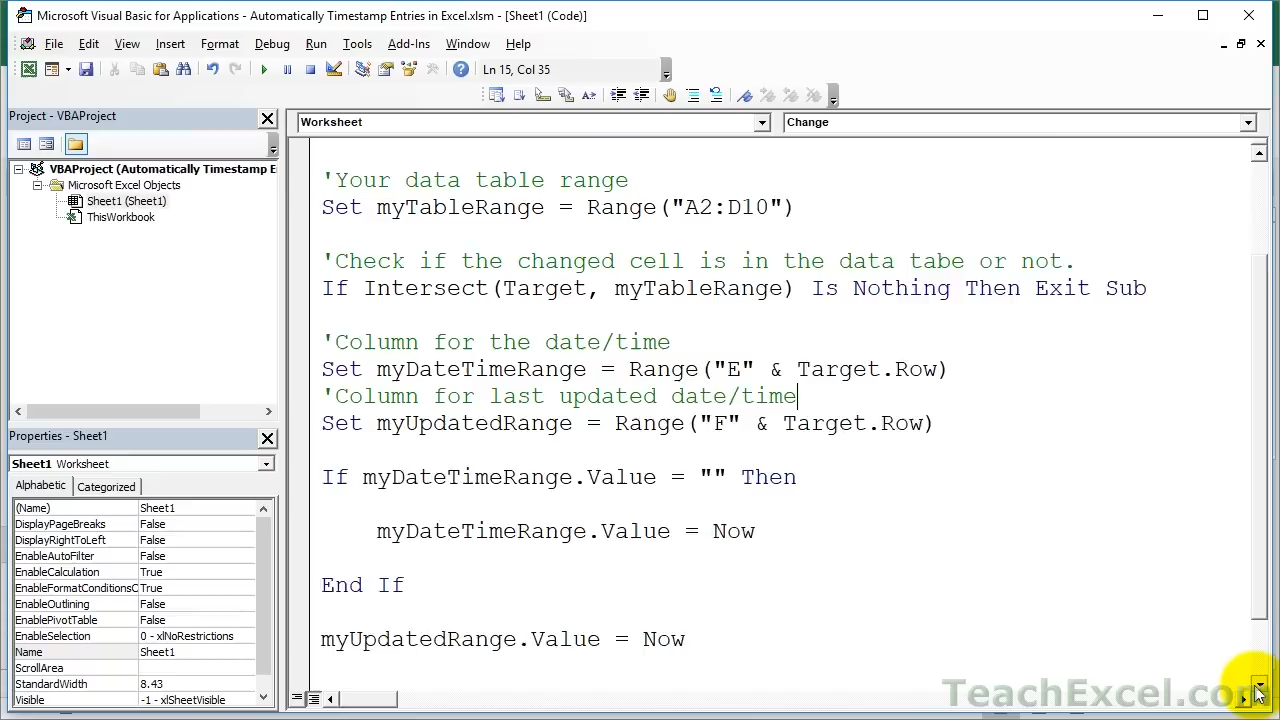 Microsoft Visual Basic for Applications - Automatically Timestamp Entries in Excel.xlsm - [Sheet1 (Code)]
File Edit View Insert Format Debug Run Tools Add-Ins Window Help
Ln 15, Col 35
Project - VBAProject
VBAProject (Automatically Timestamp E
Microsoft Excel Objects
Sheet1 (Sheet1)
ThisWorkbook
Properties - Sheet1
Sheet1 Worksheet
Alphabetic Categorized
(Name) Sheet1
DisplayPageBreaks False
DisplayRightToLeft False
EnableAutoFilter False
EnableCalculation True
EnableFormatConditionsC True
EnableOutlining False
EnablePivotTable False
EnableSelection 0 - xlNoRestrictions
Name Sheet1
ScrollArea
StandardWidth 8.43
Visible -1 - xlSheetVisible
Worksheet Change
'Your data table range
Set myTableRange = Range("A2:D10")
'Check if the changed cell is in the data tabe or not.
If Intersect(Target, myTableRange) Is Nothing Then Exit Sub
'Column for the date/time
Set myDateTimeRange = Range("E" & Target.Row)
'Column for last updated date/time
Set myUpdatedRange = Range("F" & Target.Row)
If myDateTimeRange.Value = "" Then
myDateTimeRange.Value = Now
End If
myUpdatedRange.Value = Now
TeachExcel.com